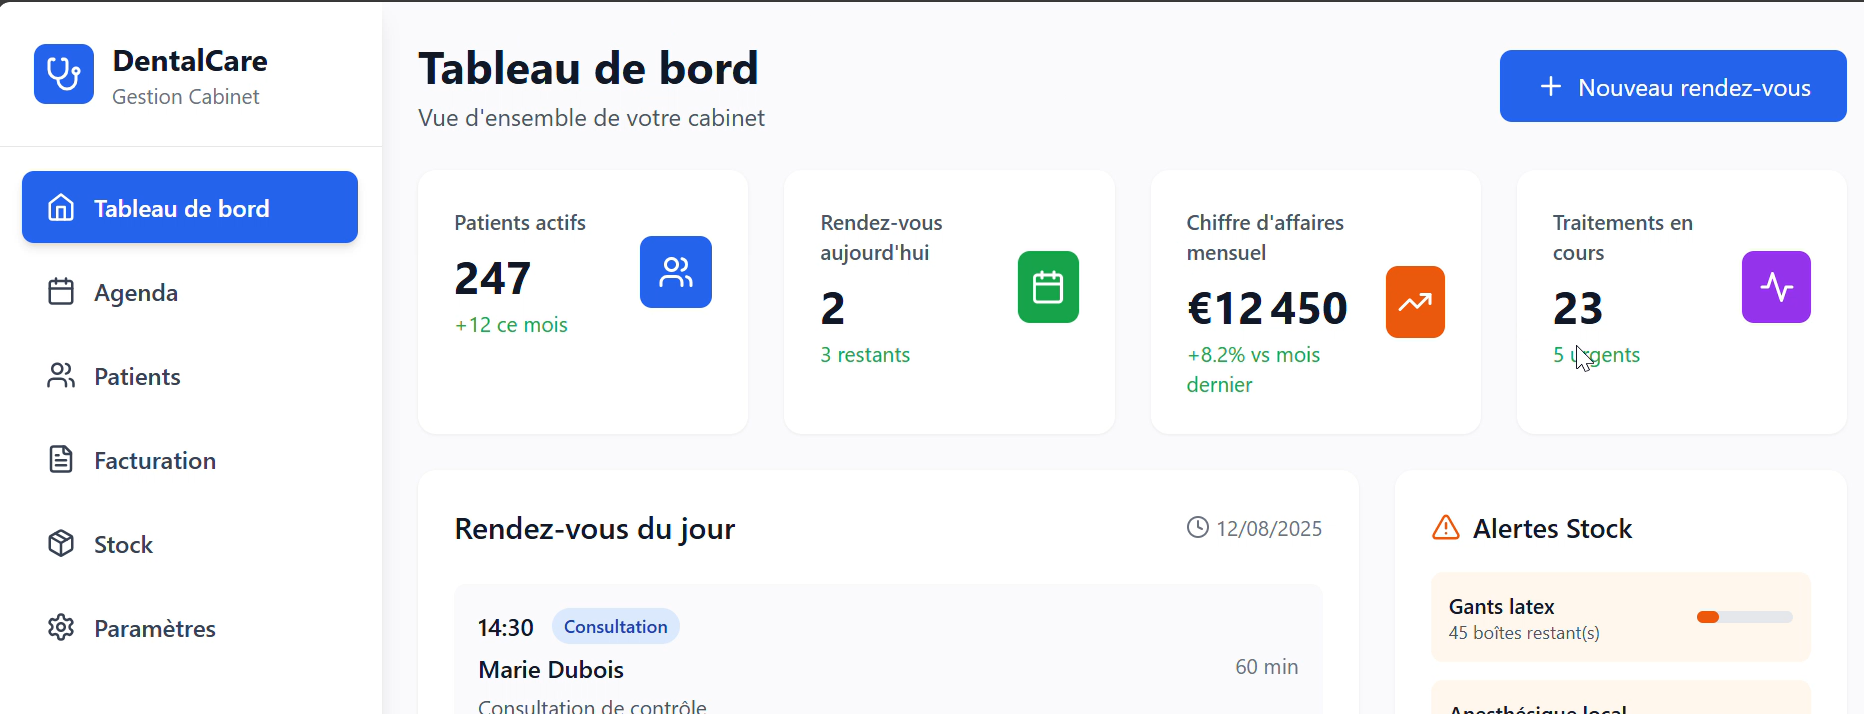 DentalCare
Gestion Cabinet
Tableau de bord
Agenda
Patients
Facturation
Stock
Paramètres
Tableau de bord
Vue d'ensemble de votre cabinet
Nouveau rendez-vous
Patients actifs
247
+12 ce mois
Rendez-vous
aujourd'hui
2
3 restants
Chiffre d'affaires
mensuel
€12 450
+8.2% vs mois
dernier
Traitements en
cours
23
5 urgents
Rendez-vous du jour
12/08/2025
14:30 Consultation
Marie Dubois
60 min
Consultation de contrôle
Alertes Stock
Gants latex
45 boîtes restant(s)
Anesthésique local